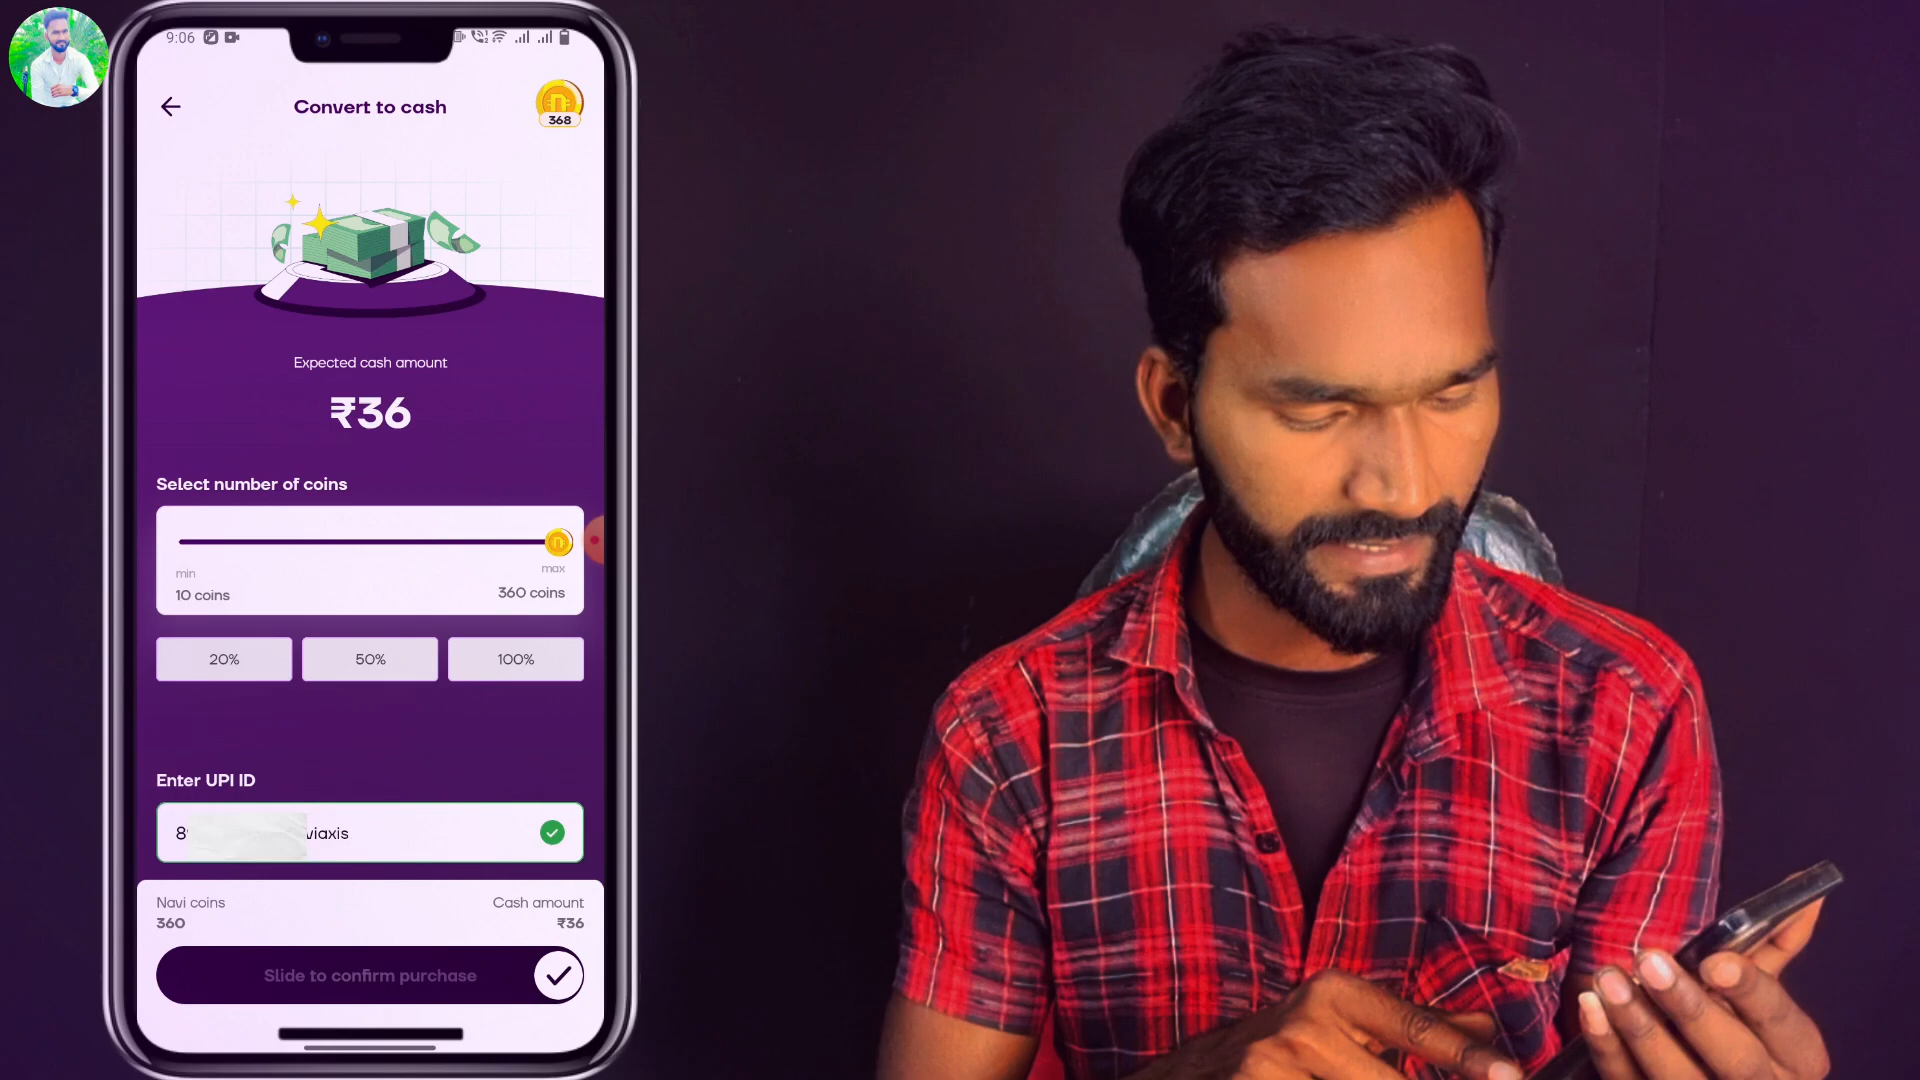 9:06
Convert to cash
368
Expected cash amount
₹36
Select number of coins
min
max
10 coins
360 coins
20%
50%
100%
Enter UPI ID
viaxis
Navi coins
Cash amount
360
₹36
Slide to confirm purchase